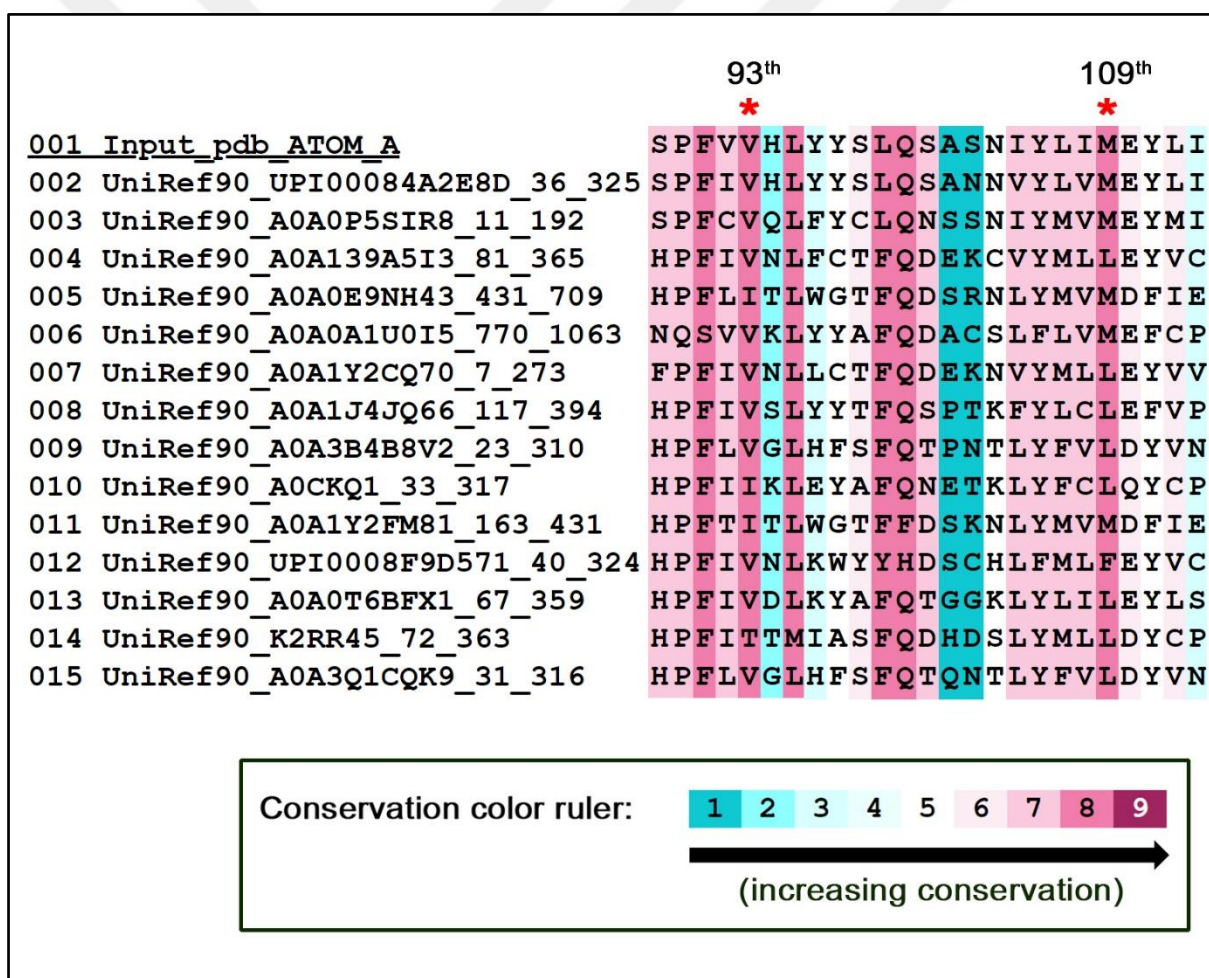 93th 109th
* *
001 Input_pdb_ATOM_A SPFVVHLYYSLQSASNIYLIMEYLI
002 UniRef90_UPI00084A2E8D_36_325 SPFIVHLYYSLQSANNVYLVMEYLI
003 UniRef90_A0A0P5SIR8_11_192 SPFCVQLFYCLQNSSNIYMVMEYMI
004 UniRef90_A0A139A5I3_81_365 HPFIVNLFCTFQDEKCVYMLLEYVC
005 UniRef90_A0A0E9NH43_431_709 HPFLITLWGTFQDSRNLYMVMDFIE
006 UniRef90_A0A0A1U0I5_770_1063 NQSVVKLYYAFQDACSLFLVMEFCP
007 UniRef90_A0A1Y2CQ70_7_273 FPFIVNLLCTFQDEKNVYMLLEYVV
008 UniRef90_A0A1J4JQ66_117_394 HPFIVSLYYTFQSPTKFYLCLEFVP
009 UniRef90_A0A3B4B8V2_23_310 HPFLVGLHFSFQTPNTLYFVLDYVN
010 UniRef90_A0CKQ1_33_317 HPFIIKLEYAFQNETKLYFCLQYCP
011 UniRef90_A0A1Y2FM81_163_431 HPFTITLWGTFFDSKNLYMVMDFIE
012 UniRef90_UPI0008F9D571_40_324 HPFIVNLKWYYHDSCHLFMLFEYVC
013 UniRef90_A0A0T6BFX1_67_359 HPFIVDLKYAFQTGGKLYLILEYLS
014 UniRef90_K2RR45_72_363 HPFITTMIASFQDHDSLYMLLDYCP
015 UniRef90_A0A3Q1CQK9_31_316 HPFLVGLHFSFQTQNTLYFVLDYVN
Conservation color ruler: 1 2 3 4 5 6 7 8 9
(increasing conservation)